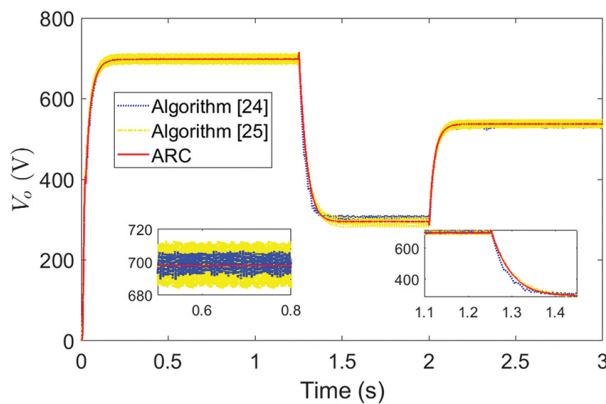 800
600
400
200
0
V_o (V)
Algorithm [24]
Algorithm [25]
ARC
720
700
680
0.6 0.8
600
400
1.1 1.2 1.3 1.4
0 0.5 1 1.5 2 2.5 3
Time (s)